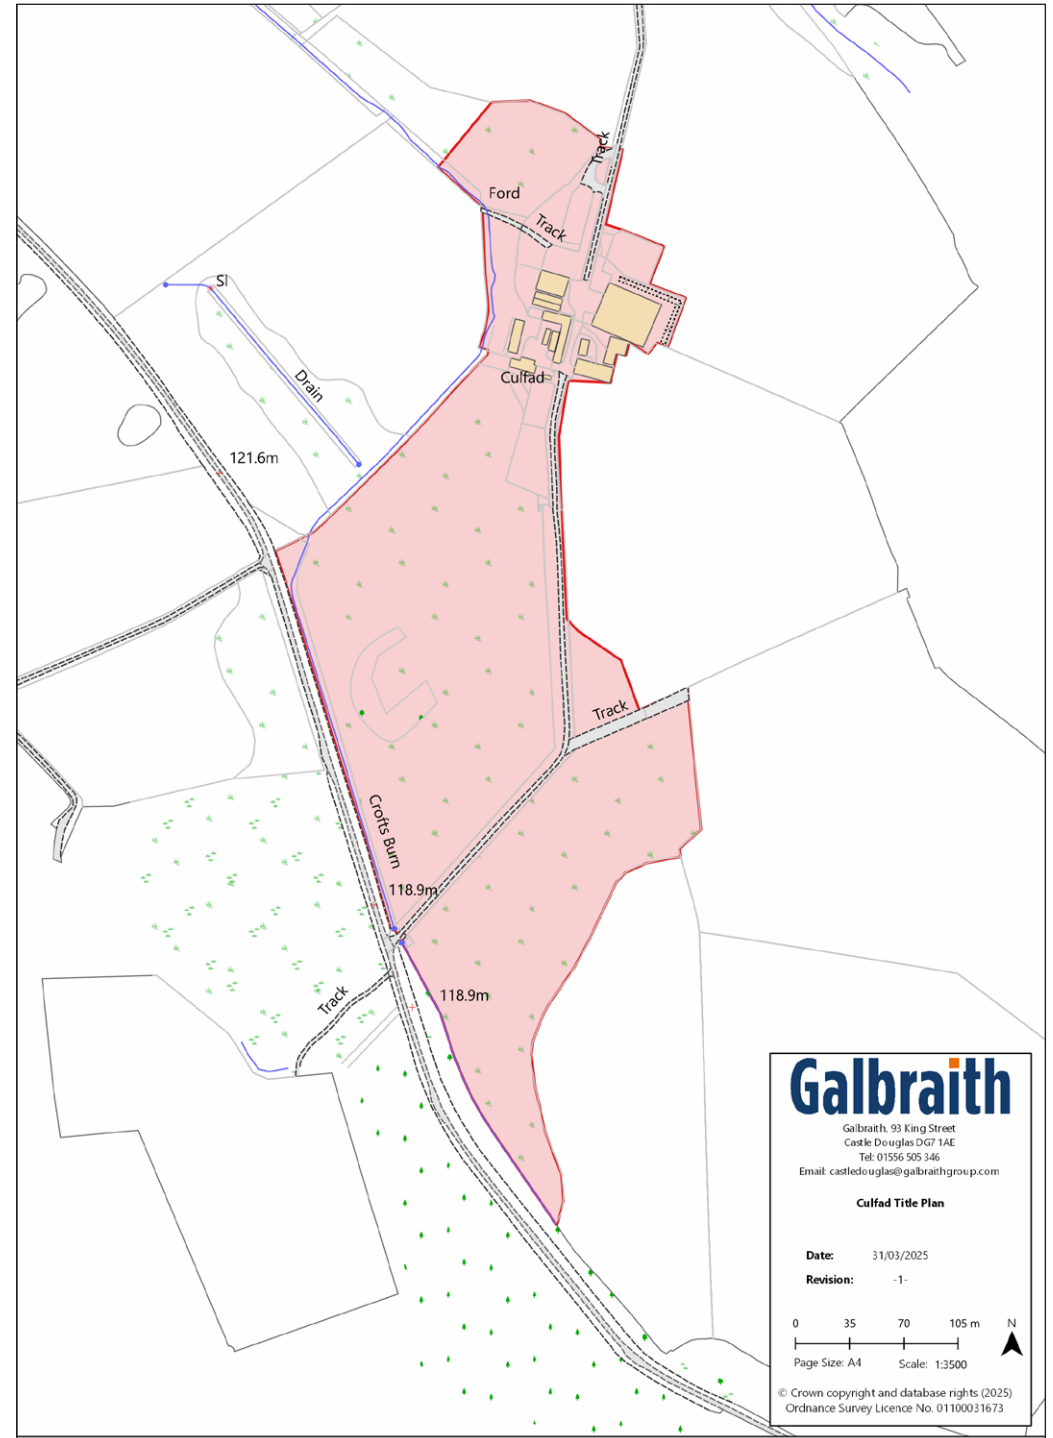 Track
Ford
Track
Sl
Drain
Culfad
121.6m
Track
Crofts Burn
118.9m
118.9m
Track
Galbraith
Galbraith, 93 King Street
Castle Douglas DG7 1AE
Tel: 01556 505 346
Email: castledouglas@galbraithgroup.com
Culfad Title Plan
Date: 31/03/2025
Revision: -1-
0 35 70 105 m N
Page Size: A4 Scale: 1:3500
© Crown copyright and database rights (2025)
Ordnance Survey Licence No. 01100031673